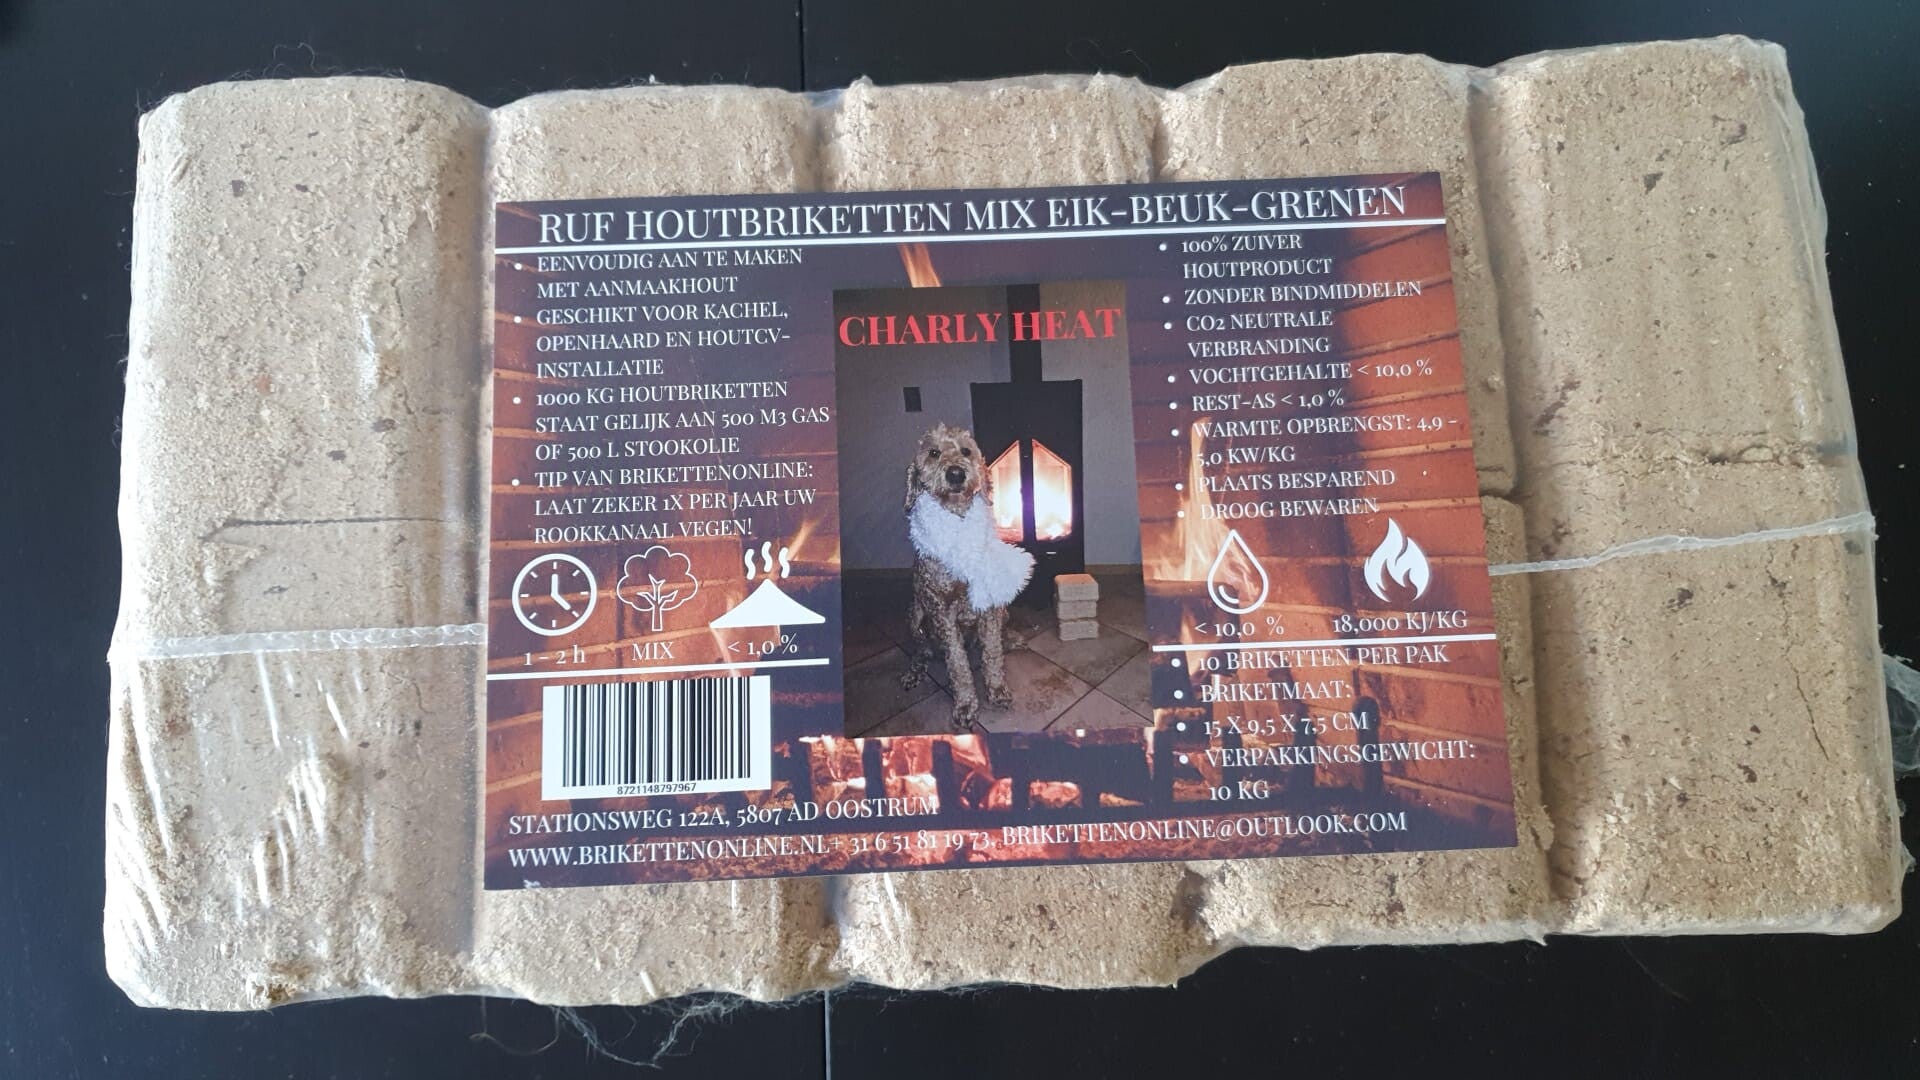 RUF HOUTBRIKETTEN MIX EIK-BEUK-GRENEN
• EENVOUDIG AAN TE MAKEN
MET AANMAAKHOUT
• GESCHIKT VOOR KACHEL,
OPENHAARD EN HOUTCV-
INSTALLATIE
• 1000 KG HOUTBRIKETTEN
STAAT GELIJK AAN 500 M3 GAS
OF 500 L STOOKOLIE
• TIP VAN BRIKETTENONLINE:
LAAT ZEKER 1X PER JAAR UW
ROOKKANAAL VEGEN!
1 - 2 h
MIX
< 1,0 %
8721148797967
CHARLY HEAT
• 100% ZUIVER
HOUTPRODUCT
• ZONDER BINDMIDDELEN
• CO2 NEUTRALE
VERBRANDING
• VOCHTGEHALTE < 10,0 %
• REST-AS < 1,0 %
• WARMTE OPBRENGST: 4,9 -
5,0 KW/KG
• PLAATS BESPAREND
• DROOG BEWAREN
< 10,0 %
18,000 KJ/KG
• 10 BRIKETTEN PER PAK
• BRIKETMAAT:
• 15 X 9,5 X 7,5 CM
• VERPAKKINGSGEWICHT:
10 KG
STATIONSWEG 122A, 5807 AD OOSTRUM
WWW.BRIKETTENONLINE.NL+ 31 6 51 81 19 73, BRIKETTENONLINE@OUTLOOK.COM